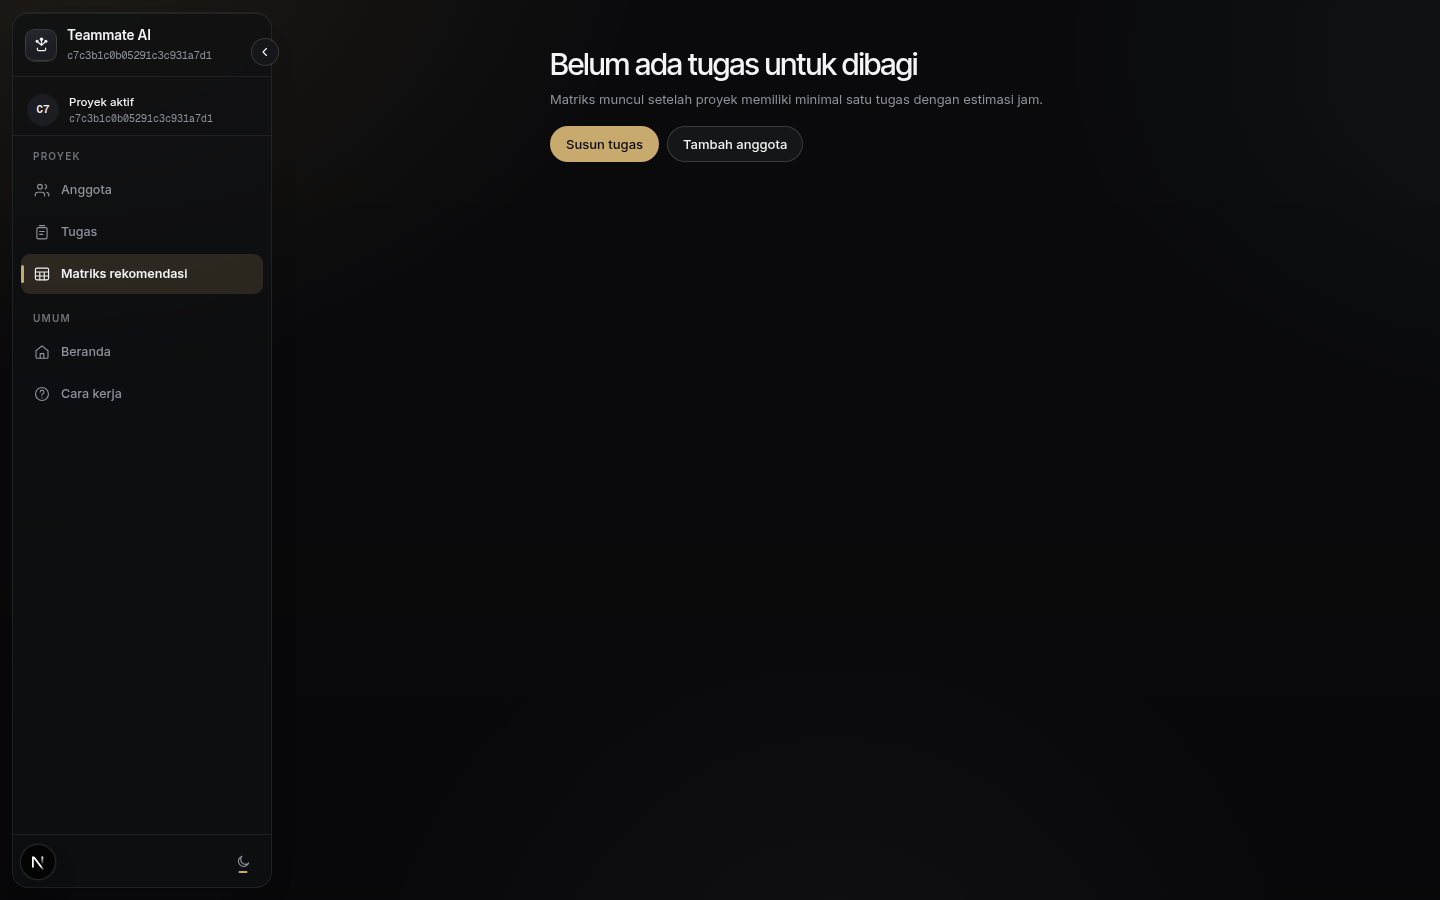 Teammate AI
c7c3b1c0b05291c3c931a7d1
C7
Proyek aktif
c7c3b1c0b05291c3c931a7d1
PROYEK
Anggota
Tugas
Matriks rekomendasi
UMUM
Beranda
Cara kerja
N
Belum ada tugas untuk dibagi
Matriks muncul setelah proyek memiliki minimal satu tugas dengan estimasi jam.
Susun tugas
Tambah anggota